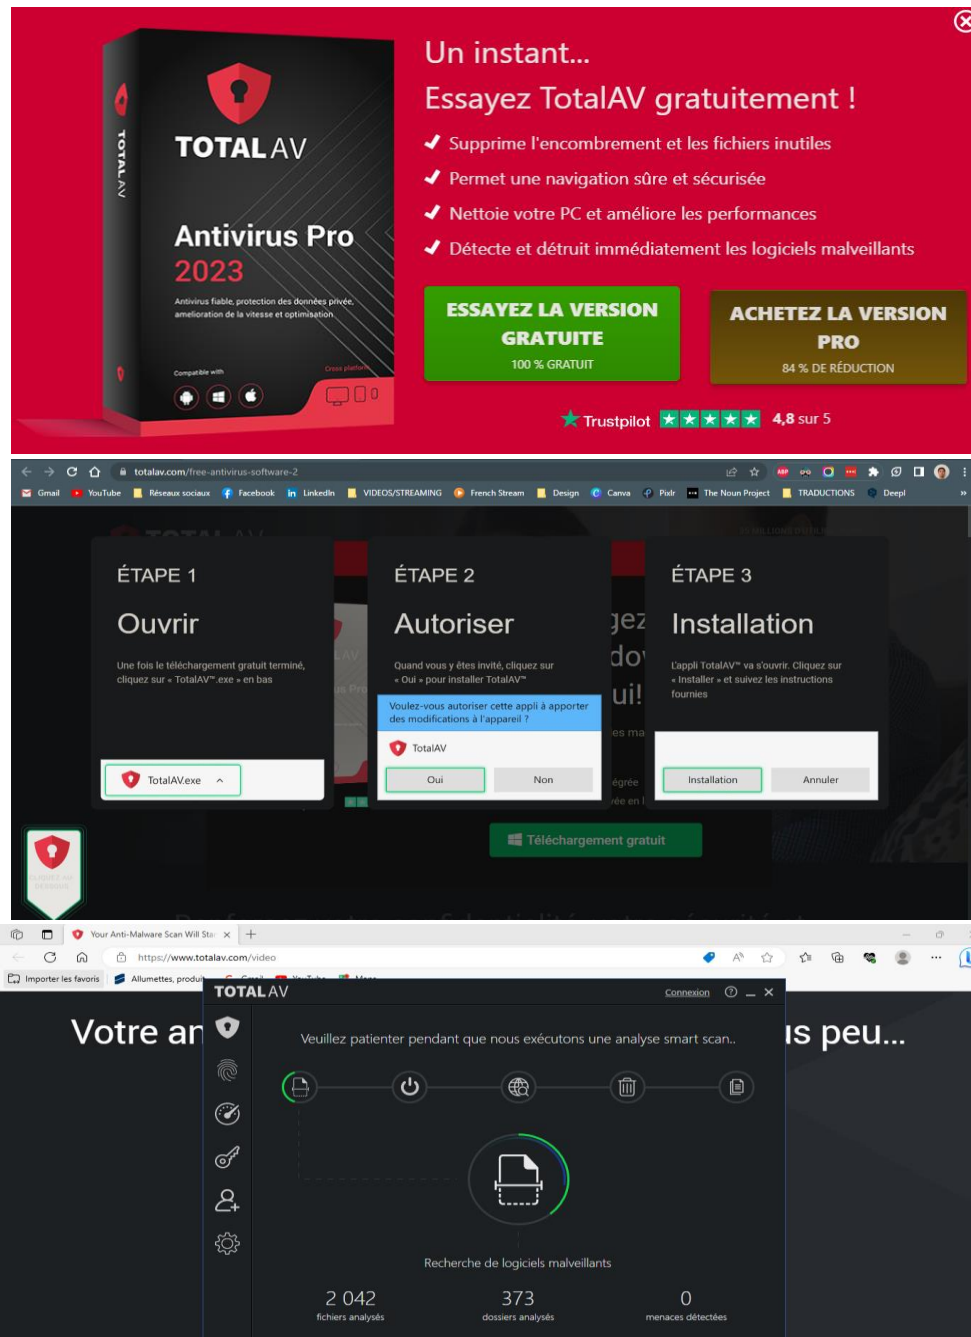 Un instant...
Essayez TotalAV gratuitement !
Supprime l'encombrement et les fichiers inutiles
Permet une navigation sûre et sécurisée
Nettoie votre PC et améliore les performances
Détecte et détruit immédiatement les logiciels malveillants
TOTALAV
TOTAL AV
Antivirus Pro
2023
Antivirus fiable, protection des données privée,
amelioration de la vitesse et optimisation
Compatible with
Cross platform
ESSAYEZ LA VERSION
GRATUITE
100 % GRATUIT
ACHETEZ LA VERSION
PRO
84 % DE RÉDUCTION
Trustpilot 4,8 sur 5
totalav.com/free-antivirus-software-2
ABP
Gmail YouTube Réseaux sociaux Facebook LinkedIn VIDEOS/STREAMING French Stream Design Canva Pixlr The Noun Project TRADUCTIONS Deepl »
ÉTAPE 1
Ouvrir
Une fois le téléchargement gratuit terminé,
cliquez sur « TotalAV™.exe » en bas
TotalAV.exe
ÉTAPE 2
Autoriser
Quand vous y êtes invité, cliquez sur
« Oui » pour installer TotalAV™
Voulez-vous autoriser cette appli à apporter
des modifications à l'appareil ?
TotalAV
Oui Non
ÉTAPE 3
Installation
L'appli TotalAV™ va s'ouvrir. Cliquez sur
« Installer » et suivez les instructions
fournies
Installation Annuler
Téléchargement gratuit
Your Anti-Malware Scan Will Star
https://www.totalav.com/video
Importer les favoris Allumettes, produit
TOTALAV
Connexion
Votre an
us peu...
Veuillez patienter pendant que nous exécutons une analyse smart scan..
Recherche de logiciels malveillants
2 042 373 0
fichiers analysés dossiers analysés menaces détectées